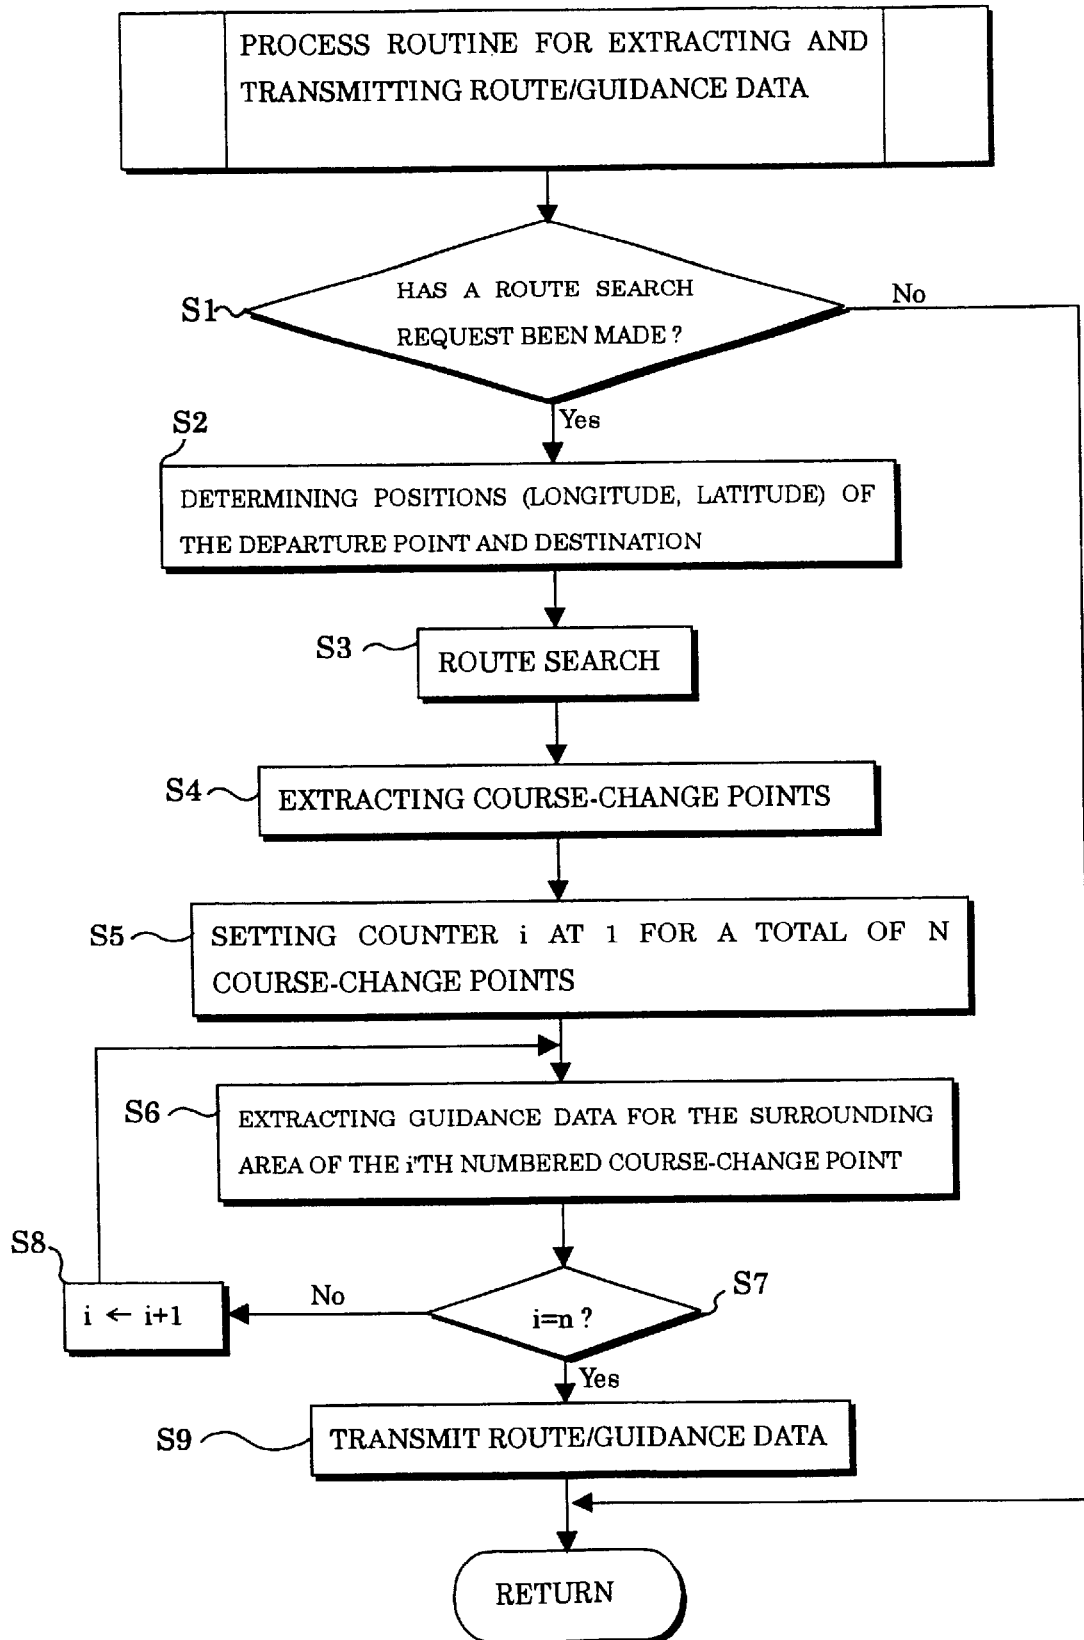 PROCESS ROUTINE FOR EXTRACTING AND
TRANSMITTING ROUTE/GUIDANCE DATA
S1
HAS A ROUTE SEARCH
REQUEST BEEN MADE ?
No
Yes
S2
DETERMINING POSITIONS (LONGITUDE, LATITUDE) OF
THE DEPARTURE POINT AND DESTINATION
S3
ROUTE SEARCH
S4
EXTRACTING COURSE-CHANGE POINTS
S5
SETTING COUNTER i AT 1 FOR A TOTAL OF N
COURSE-CHANGE POINTS
S6
EXTRACTING GUIDANCE DATA FOR THE SURROUNDING
AREA OF THE i'TH NUMBERED COURSE-CHANGE POINT
S8
i ← i+1
No
i=n ?
S7
Yes
S9
TRANSMIT ROUTE/GUIDANCE DATA
RETURN